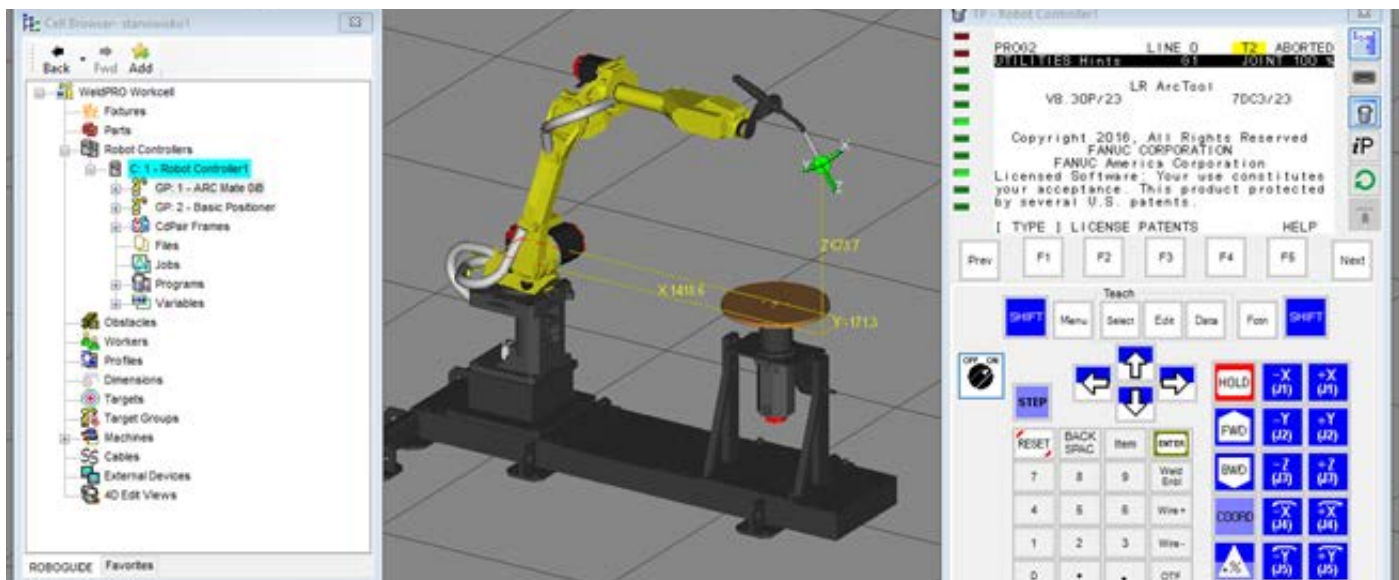 Cell Browser- stanowisko1
Back Fwd Add
WeldPRO Workcell
Fixtures
Parts
Robot Controllers
C: 1 - Robot Controller1
GP: 1 - ARC Mate 0iB
GP: 2 - Basic Positioner
CdPair Frames
Files
Jobs
Programs
Variables
Obstacles
Workers
Profiles
Dimensions
Targets
Target Groups
Machines
Cables
External Devices
4D Edit Views
ROBOGUIDE Favorites
X
Y
Z
X 1411.6
Y -171.3
TP - Robot Controller1
PROG2 LINE 0 T2 ABORTED
UTILITIES Hints G1 JOINT 100 %
LR ArcTool
V8.30P/23 7DC3/23
Copyright 2016, All Rights Reserved
FANUC CORPORATION
FANUC America Corporation
Licensed Software: Your use constitutes
your acceptance. This product protected
by several U.S. patents.
[ TYPE ] LICENSE PATENTS HELP
iP
Prev F1 F2 F3 F4 F5 Next
Teach
SHIFT Menu Select Edit Data Fctn SHIFT
OFF ON
STEP
HOLD -X (J1) +X (J1)
FWD -Y (J2) +Y (J2)
RESET BACK SPAC Item ENTER
BWD -Z (J3) +Z (J3)
7 8 9 Weld Enbl
4 5 6 Wire+
COORD -X (J4) +X (J4)
1 2 3 Wire-
+% -Y (J5) +Y (J5)
0 . , OTF